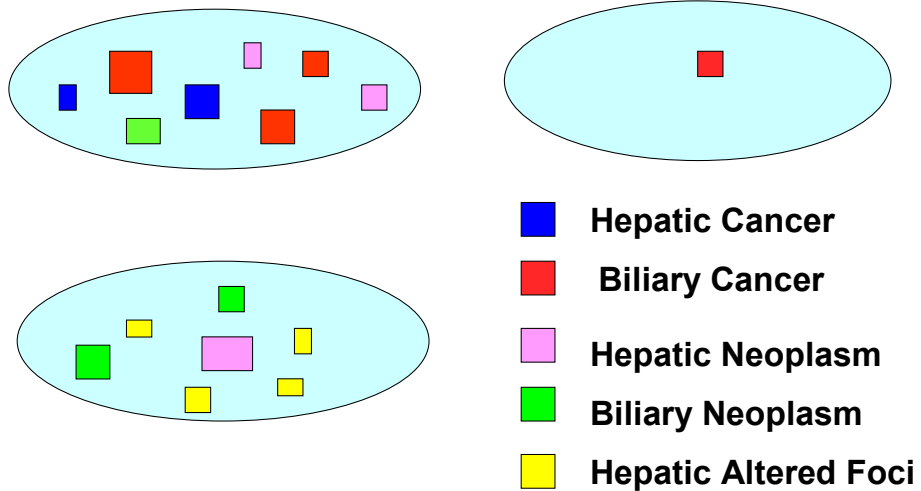 Hepatic Cancer
Biliary Cancer
Hepatic Neoplasm
Biliary Neoplasm
Hepatic Altered Foci